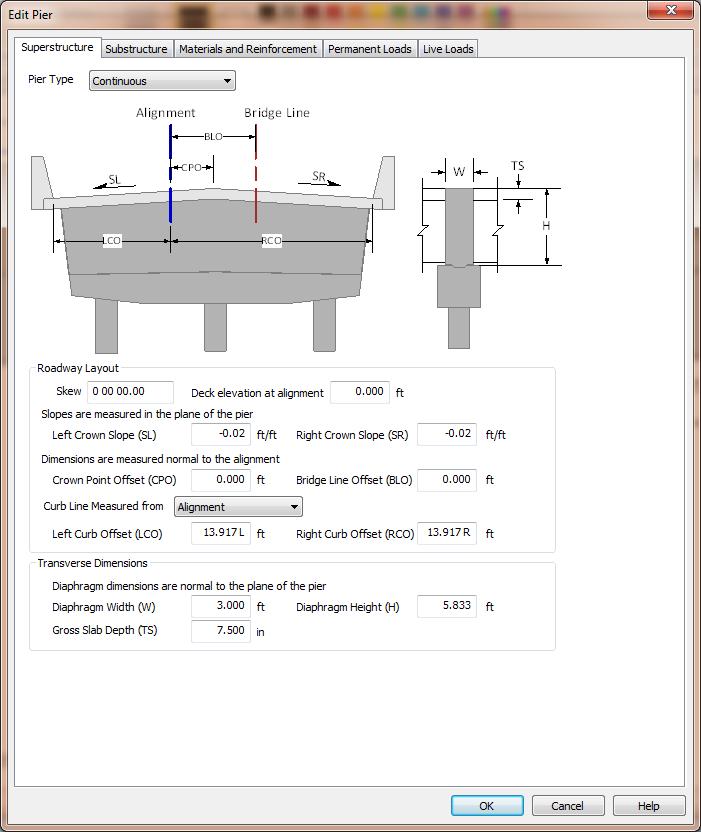 Edit Pier
Superstructure Substructure Materials and Reinforcement Permanent Loads Live Loads
Pier Type Continuous
Alignment Bridge Line
BLO
CPO
SL SR
LCO RCO
W TS
H
Roadway Layout
Skew 0 00 00.00 Deck elevation at alignment 0.000 ft
Slopes are measured in the plane of the pier
Left Crown Slope (SL) -0.02 ft/ft Right Crown Slope (SR) -0.02 ft/ft
Dimensions are measured normal to the alignment
Crown Point Offset (CPO) 0.000 ft Bridge Line Offset (BLO) 0.000 ft
Curb Line Measured from Alignment
Left Curb Offset (LCO) 13.917 L ft Right Curb Offset (RCO) 13.917 R ft
Transverse Dimensions
Diaphragm dimensions are normal to the plane of the pier
Diaphragm Width (W) 3.000 ft Diaphragm Height (H) 5.833 ft
Gross Slab Depth (TS) 7.500 in
OK Cancel Help